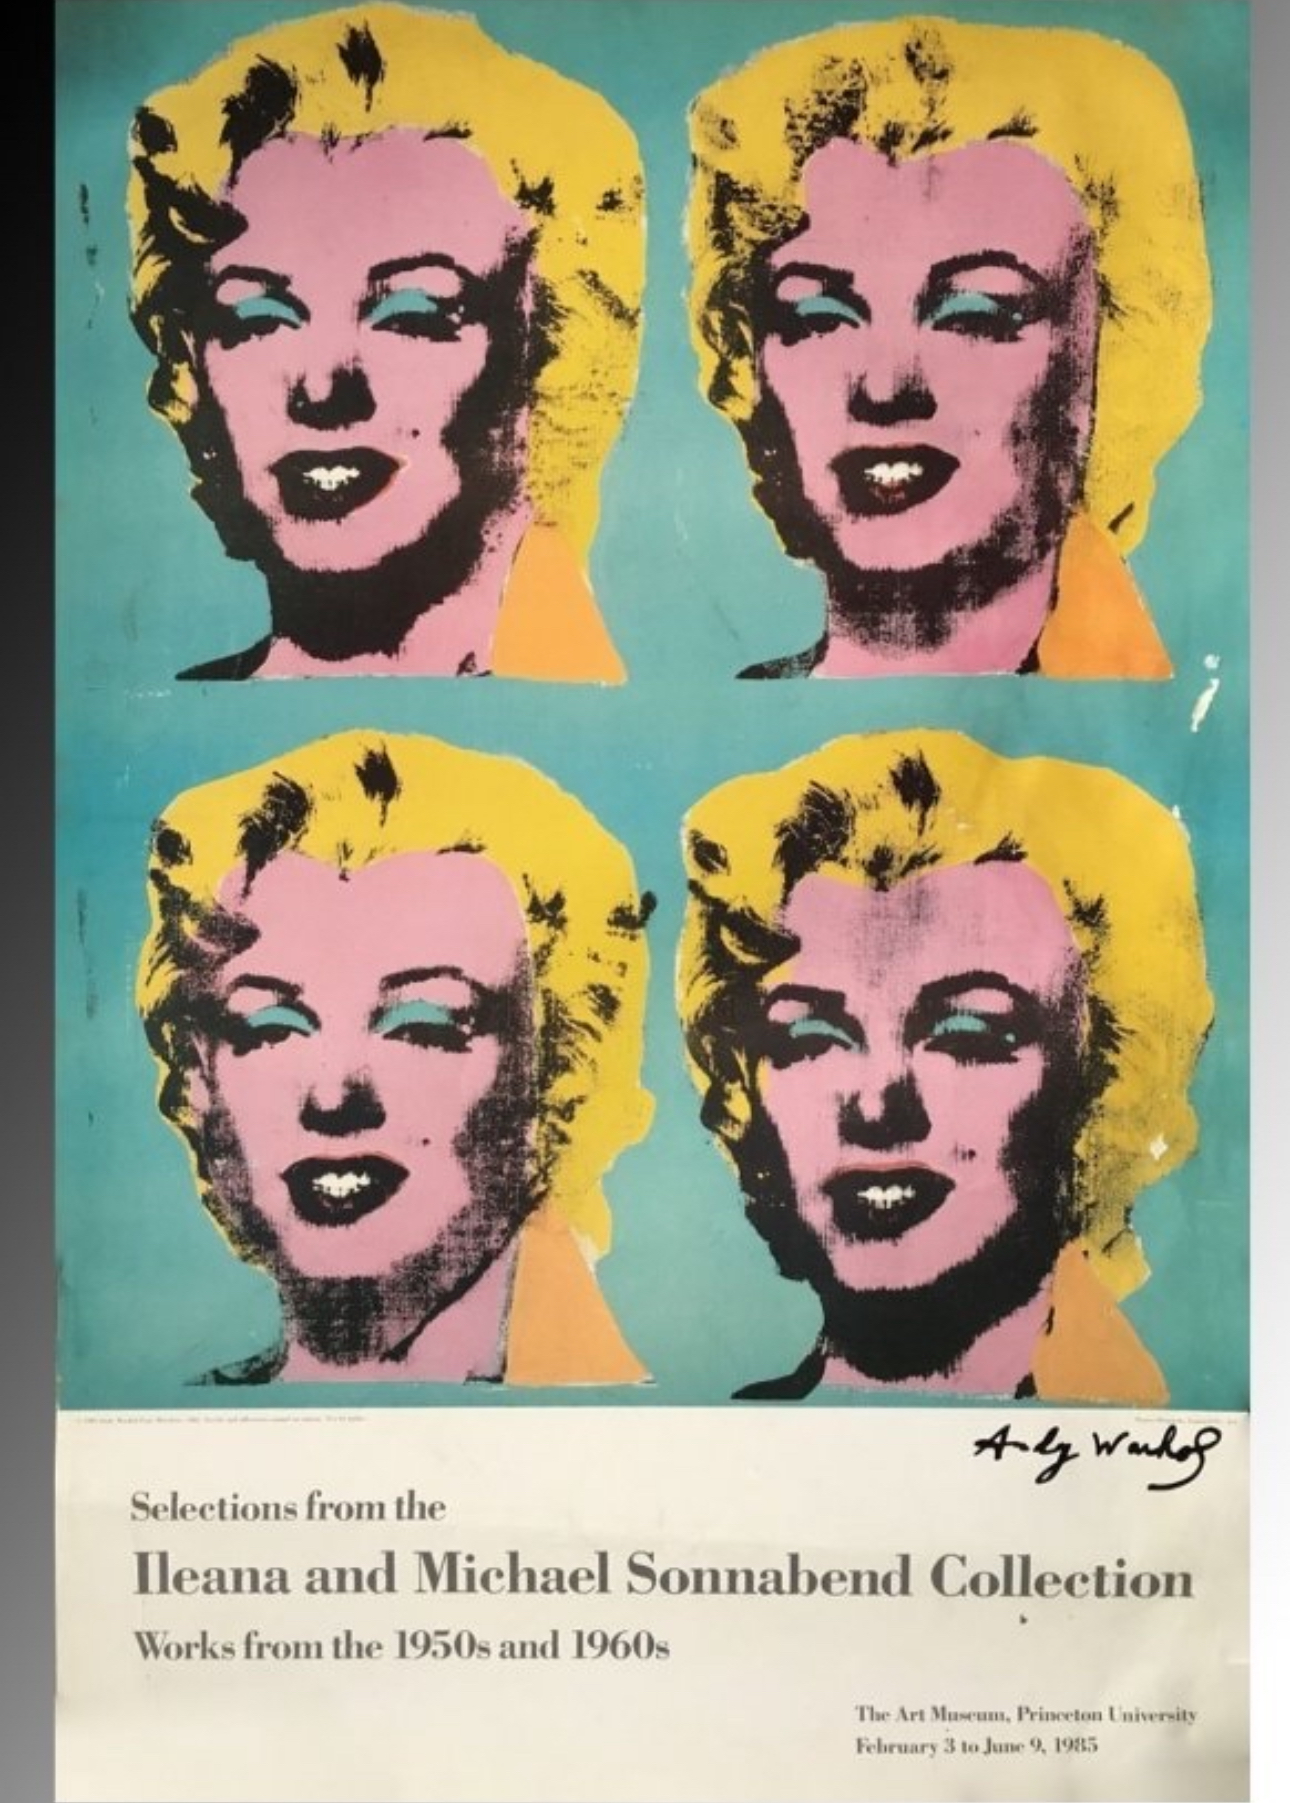 Andy Warhol
Selections from the
Ileana and Michael Sonnabend Collection
Works from the 1950s and 1960s
The Art Museum, Princeton University
February 3 to June 9, 1985